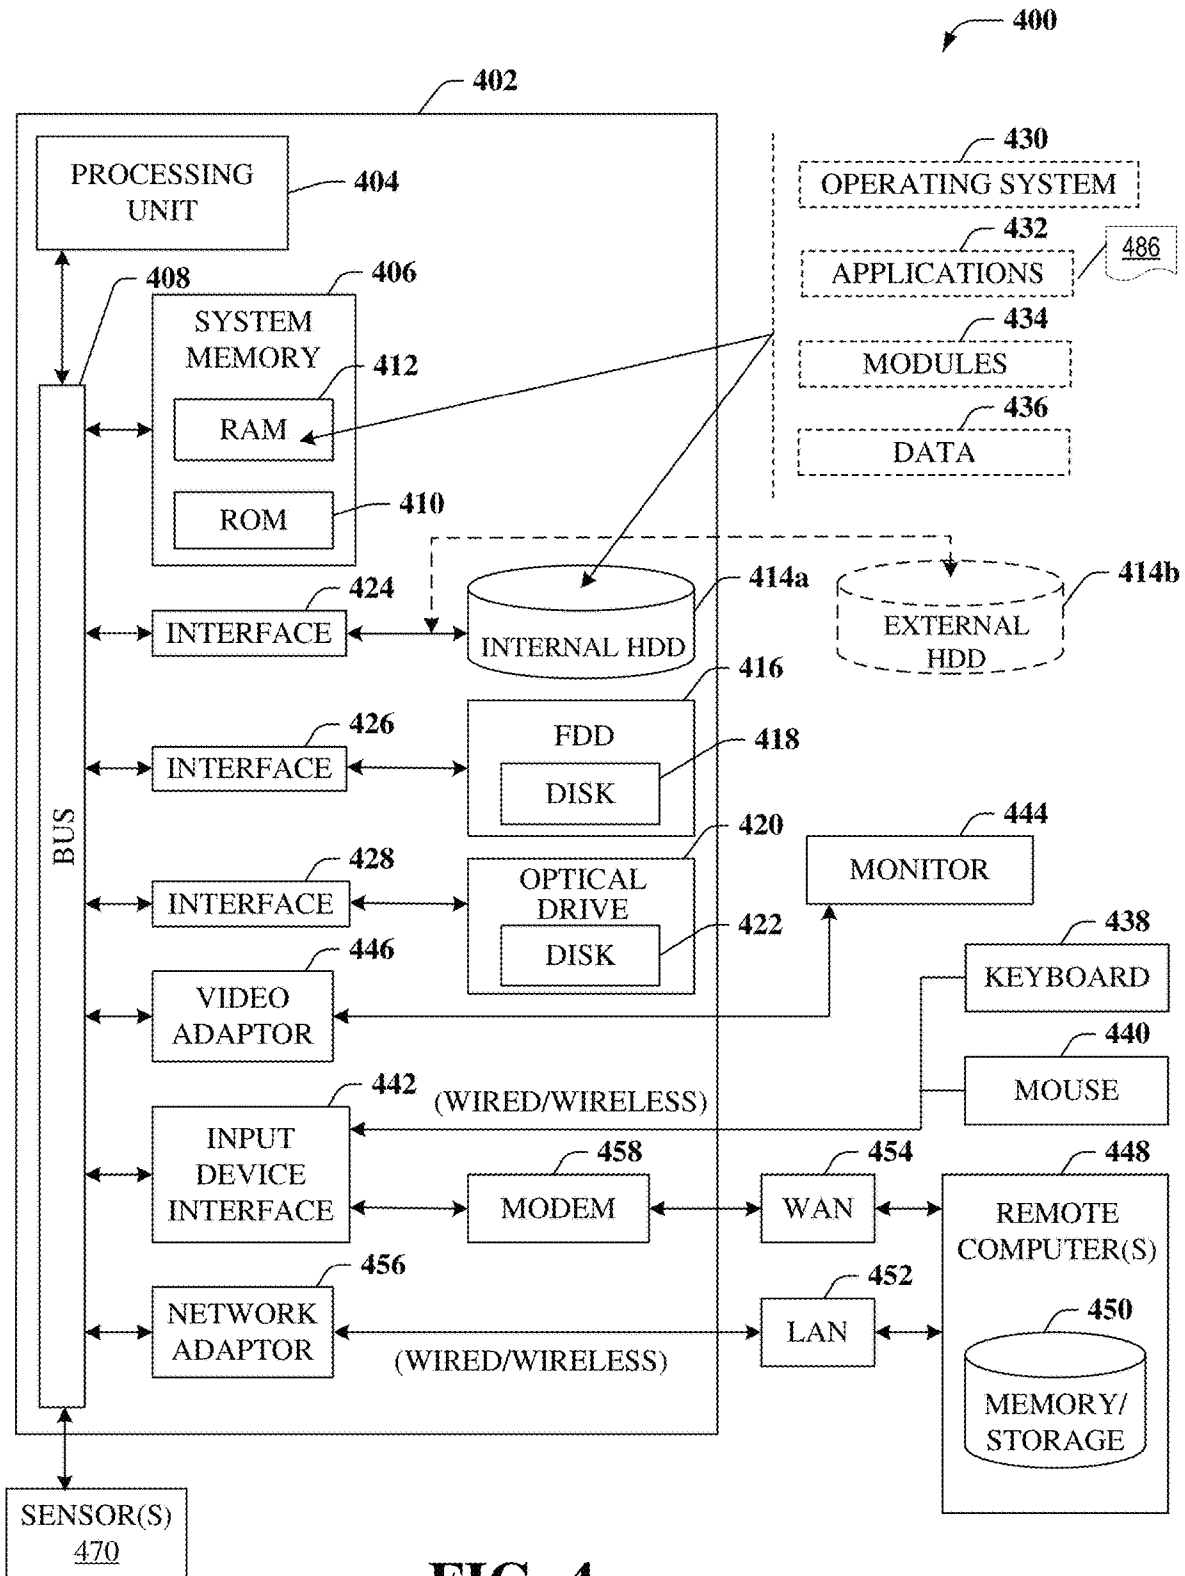 400
402
PROCESSING
UNIT
404
430
OPERATING SYSTEM
432
APPLICATIONS
486
434
MODULES
436
DATA
408
406
SYSTEM
MEMORY
412
RAM
410
ROM
424
INTERFACE
414a
INTERNAL HDD
414b
EXTERNAL
HDD
416
FDD
426
INTERFACE
418
DISK
BUS
420
OPTICAL
DRIVE
428
INTERFACE
422
DISK
444
MONITOR
446
VIDEO
ADAPTOR
438
KEYBOARD
440
MOUSE
442
INPUT
DEVICE
INTERFACE
(WIRED/WIRELESS)
458
MODEM
454
WAN
448
REMOTE
COMPUTER(S)
456
NETWORK
ADAPTOR
(WIRED/WIRELESS)
452
LAN
450
MEMORY/
STORAGE
SENSOR(S)
470
FIG. 4